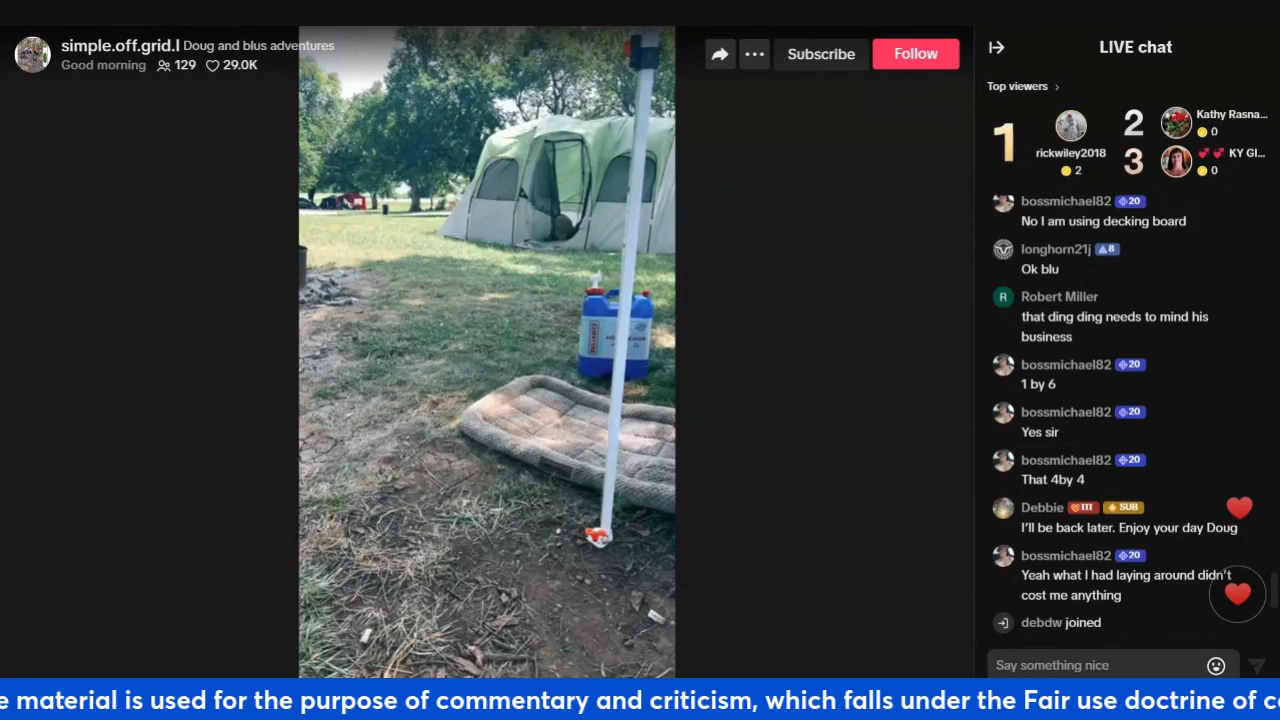 simple.off.grid.l Doug and blus adventures
Good morning 129 29.0K
Subscribe
Follow
RELIANCE
LIVE chat
Top viewers >
1
rickwiley2018
2
2
Kathy Rasna...
0
3
KY Gl...
0
bossmichael82 20
No I am using decking board
longhorn21j 8
Ok blu
R Robert Miller
that ding ding needs to mind his
business
bossmichael82 20
1 by 6
bossmichael82 20
Yes sir
bossmichael82 20
That 4by 4
Debbie III SUB
I'll be back later. Enjoy your day Doug
bossmichael82 20
Yeah what I had laying around didn't
cost me anything
debdw joined
Say something nice
e material is used for the purpose of commentary and criticism, which falls under the Fair use doctrine of c